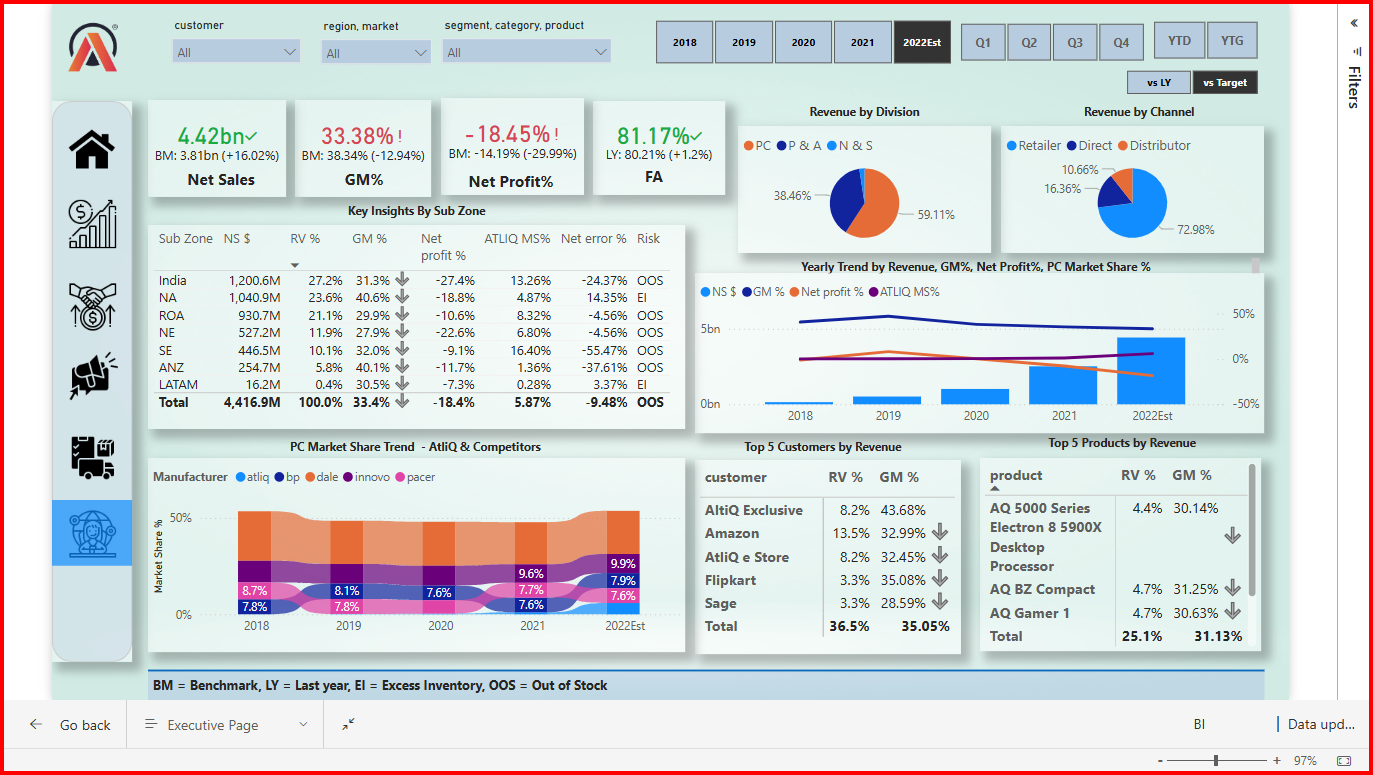 customer
region, market
segment, category, product
All
All
All
2018 2019 2020 2021 2022Est
Q1 Q2 Q3 Q4
YTD YTG
vs LY vs Target
Filters
®
4.42bn
BM: 3.81bn (+16.02%)
Net Sales
33.38% !
BM: 38.34% (-12.94%)
GM%
-18.45% !
BM: -14.19% (-29.99%)
Net Profit%
81.17%
LY: 80.21% (+1.2%)
FA
Revenue by Division
PC P & A N & S
38.46%
59.11%
Revenue by Channel
Retailer Direct Distributor
10.66%
16.36%
72.98%
Key Insights By Sub Zone
Sub Zone NS $ RV % GM % Net profit % ATLIQ MS% Net error % Risk
India 1,200.6M 27.2% 31.3% -27.4% 13.26% -24.37% OOS
NA 1,040.9M 23.6% 40.6% -18.8% 4.87% 14.35% EI
ROA 930.7M 21.1% 29.9% -10.6% 8.32% -4.56% OOS
NE 527.2M 11.9% 27.9% -22.6% 6.80% -4.56% OOS
SE 446.5M 10.1% 32.0% -9.1% 16.40% -55.47% OOS
ANZ 254.7M 5.8% 40.1% -11.7% 1.36% -37.61% OOS
LATAM 16.2M 0.4% 30.5% -7.3% 0.28% 3.37% EI
Total 4,416.9M 100.0% 33.4% -18.4% 5.87% -9.48% OOS
Yearly Trend by Revenue, GM%, Net Profit%, PC Market Share %
NS $ GM % Net profit % ATLIQ MS%
5bn
0bn
50%
0%
-50%
2018 2019 2020 2021 2022Est
PC Market Share Trend - AtliQ & Competitors
Manufacturer atliq bp dale innovo pacer
Market Share %
50%
0%
8.7%
7.8%
8.1%
7.8%
7.6%
9.6%
7.7%
7.6%
9.9%
7.9%
7.6%
2018 2019 2020 2021 2022Est
Top 5 Customers by Revenue
customer RV % GM %
AltiQ Exclusive 8.2% 43.68%
Amazon 13.5% 32.99%
AtliQ e Store 8.2% 32.45%
Flipkart 3.3% 35.08%
Sage 3.3% 28.59%
Total 36.5% 35.05%
Top 5 Products by Revenue
product RV % GM %
AQ 5000 Series 4.4% 30.14%
Electron 8 5900X
Desktop
Processor
AQ BZ Compact 4.7% 31.25%
AQ Gamer 1 4.7% 30.63%
Total 25.1% 31.13%
BM = Benchmark, LY = Last year, EI = Excess Inventory, OOS = Out of Stock
Go back
Executive Page
BI
Data upd...
- + 97%